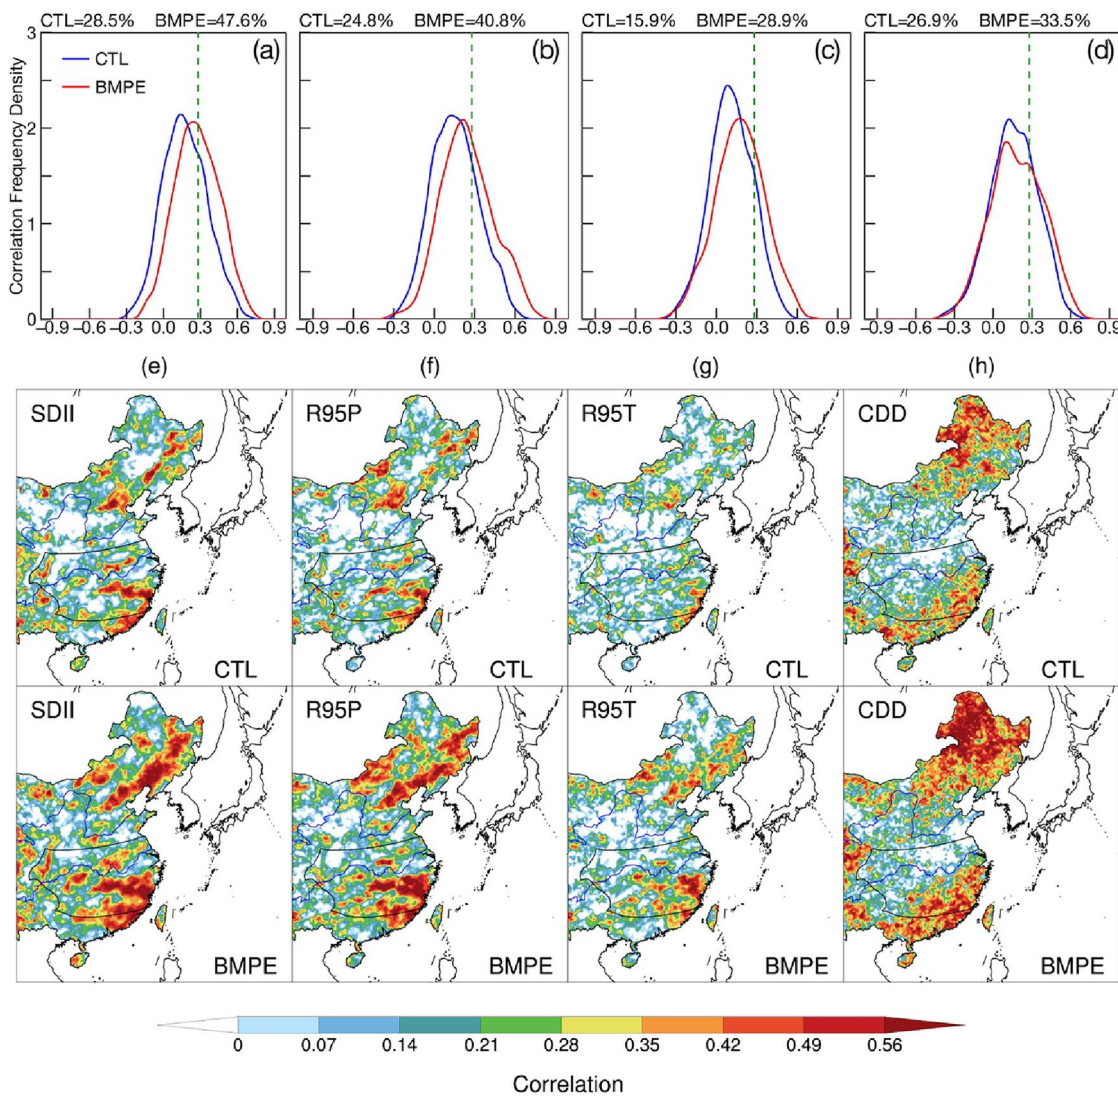 CTL=28.5% BMPE=47.6% CTL=24.8% BMPE=40.8% CTL=15.9% BMPE=28.9% CTL=26.9% BMPE=33.5%
3 (a) (b) (c) (d)
CTL
BMPE
2
1
0
Correlation Frequency Density
−0.9 −0.6 −0.3 0.0 0.3 0.6 0.9 −0.9 −0.6 −0.3 0.0 0.3 0.6 0.9 −0.9 −0.6 −0.3 0.0 0.3 0.6 0.9 −0.9 −0.6 −0.3 0.0 0.3 0.6 0.9
(e) (f) (g) (h)
SDII R95P R95T CDD
CTL CTL CTL CTL
SDII R95P R95T CDD
BMPE BMPE BMPE BMPE
0 0.07 0.14 0.21 0.28 0.35 0.42 0.49 0.56
Correlation